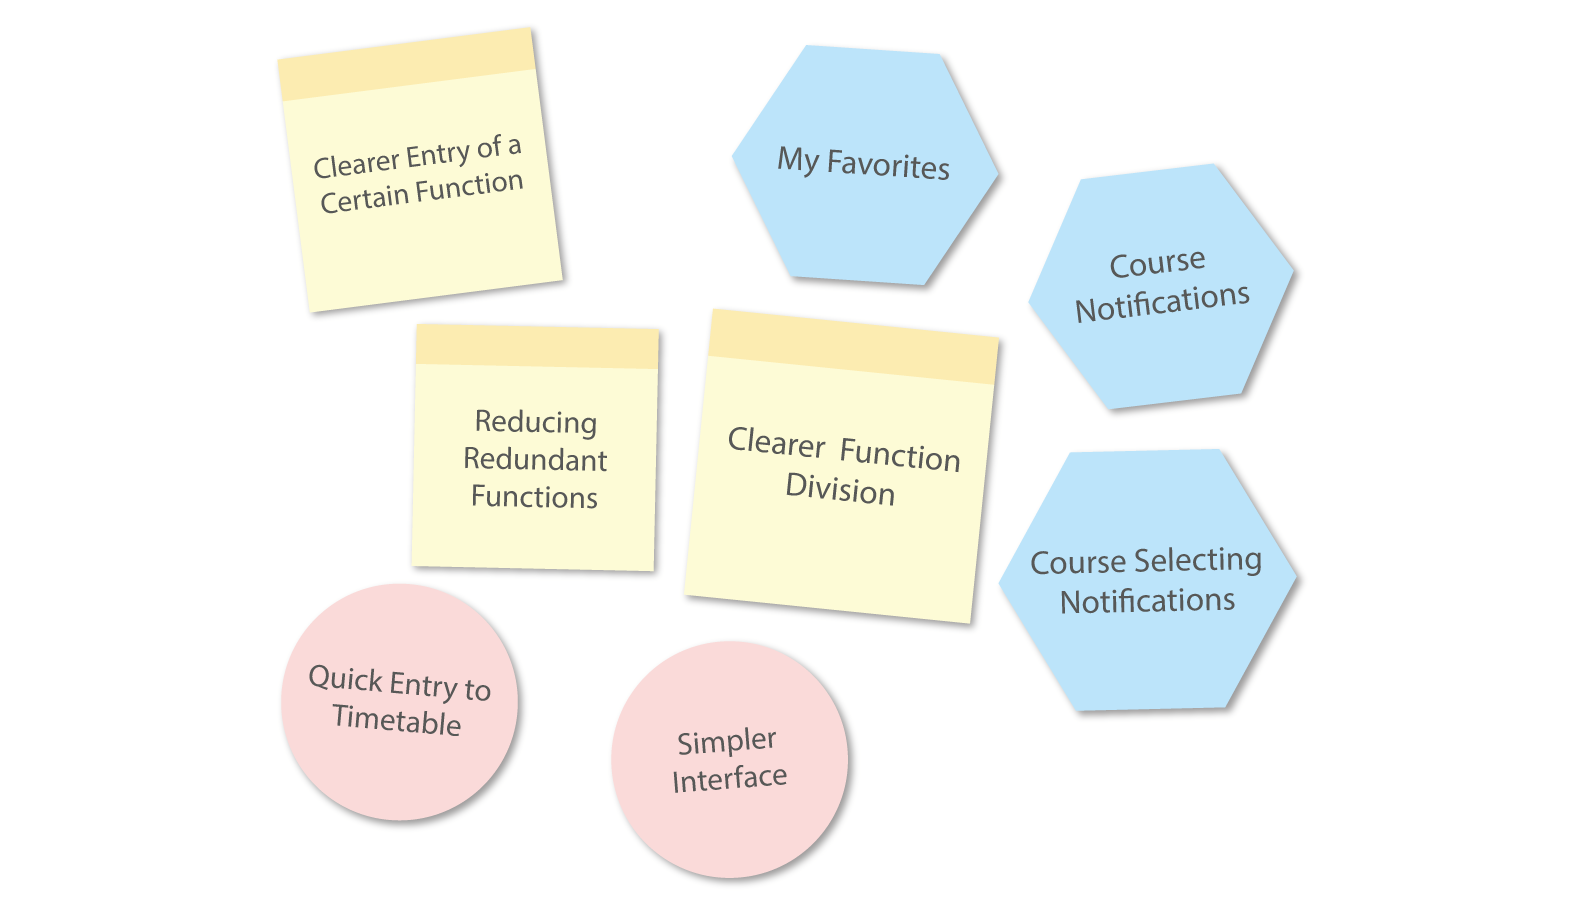 Clearer Entry of a
Certain Function
My Favorites
Course
Notifications
Reducing
Redundant
Functions
Clearer Function
Division
Course Selecting
Notifications
Quick Entry to
Timetable
Simpler
Interface